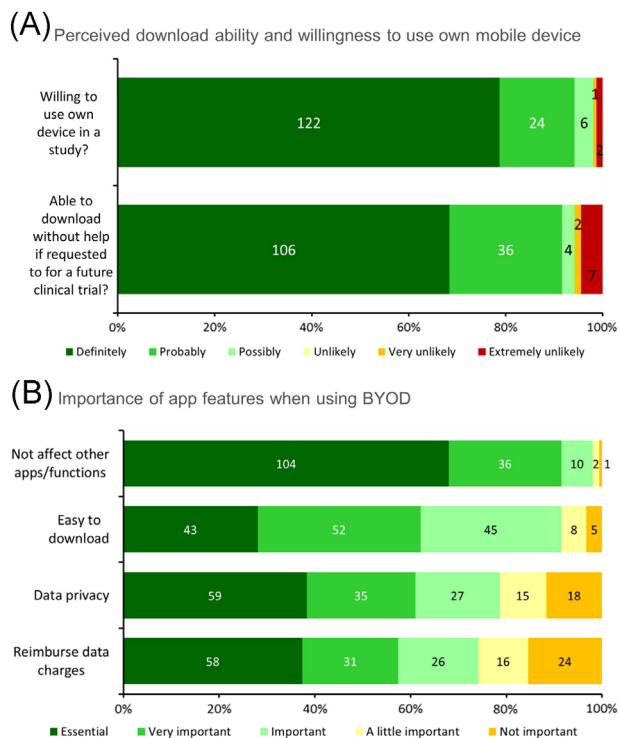 (A) Perceived download ability and willingness to use own mobile device
Willing to
use own
device in a
study?
122 24 6 1 2
Able to
download
without help
if requested
to for a future
clinical trial?
106 36 4 2 7
0% 20% 40% 60% 80% 100%
Definitely Probably Possibly Unlikely Very unlikely Extremely unlikely
(B) Importance of app features when using BYOD
Not affect other
apps/functions
104 36 10 2 1
Easy to
download
43 52 45 8 5
Data privacy
59 35 27 15 18
Reimburse data
charges
58 31 26 16 24
0% 20% 40% 60% 80% 100%
Essential Very important Important A little important Not important